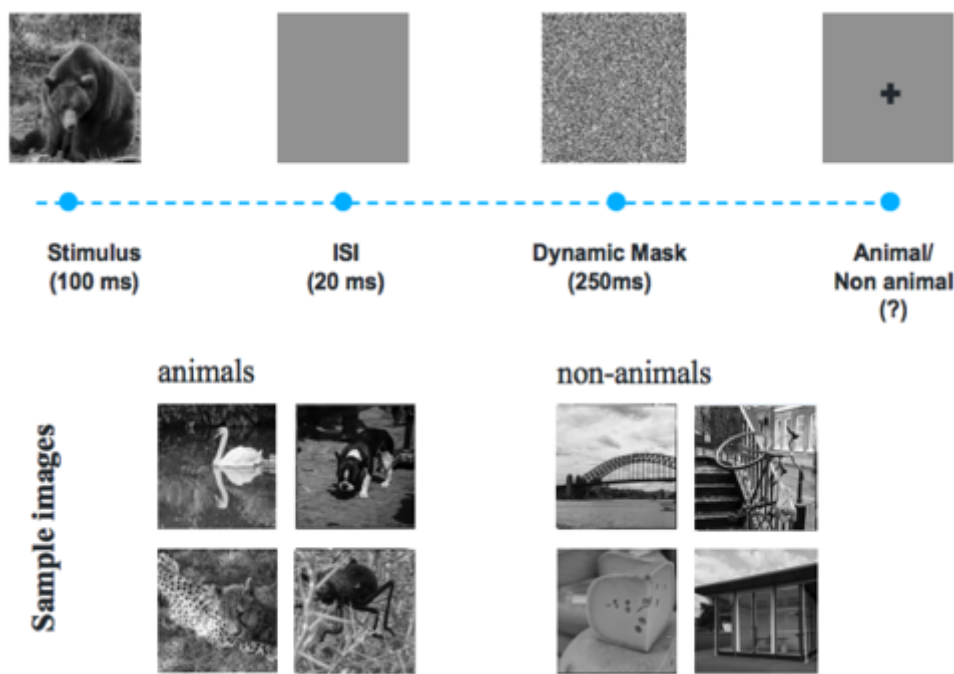 Stimulus
(100 ms)
ISI
(20 ms)
Dynamic Mask
(250ms)
Animal/
Non animal
(?)
animals
non-animals
Sample images